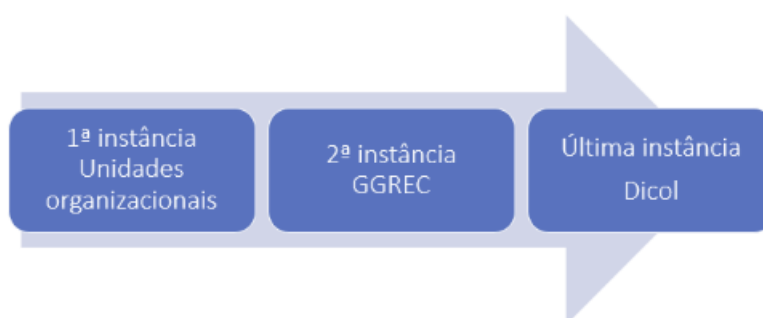 1ª instância
Unidades
organizacionais
2ª instância
GGREC
Última instância
Dicol